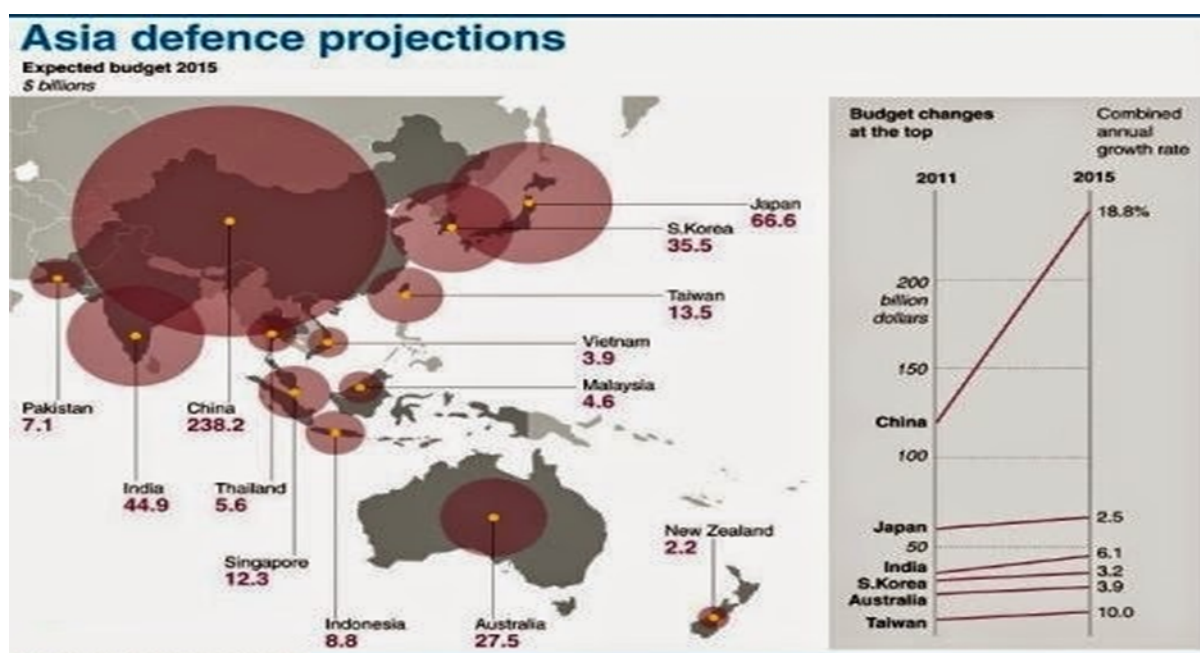 Asia defence projections
Expected budget 2015
$ billions
Japan
66.6
S.Korea
35.5
Taiwan
13.5
Vietnam
3.9
Malaysia
4.6
Pakistan
7.1
China
238.2
India
44.9
Thailand
5.6
Singapore
12.3
Indonesia
8.8
Australia
27.5
New Zealand
2.2
Budget changes
at the top
Combined
annual
growth rate
2011
2015
18.8%
200
billion
dollars
150
China
100
Japan
2.5
50
6.1
India
3.2
S.Korea
3.9
Australia
10.0
Taiwan